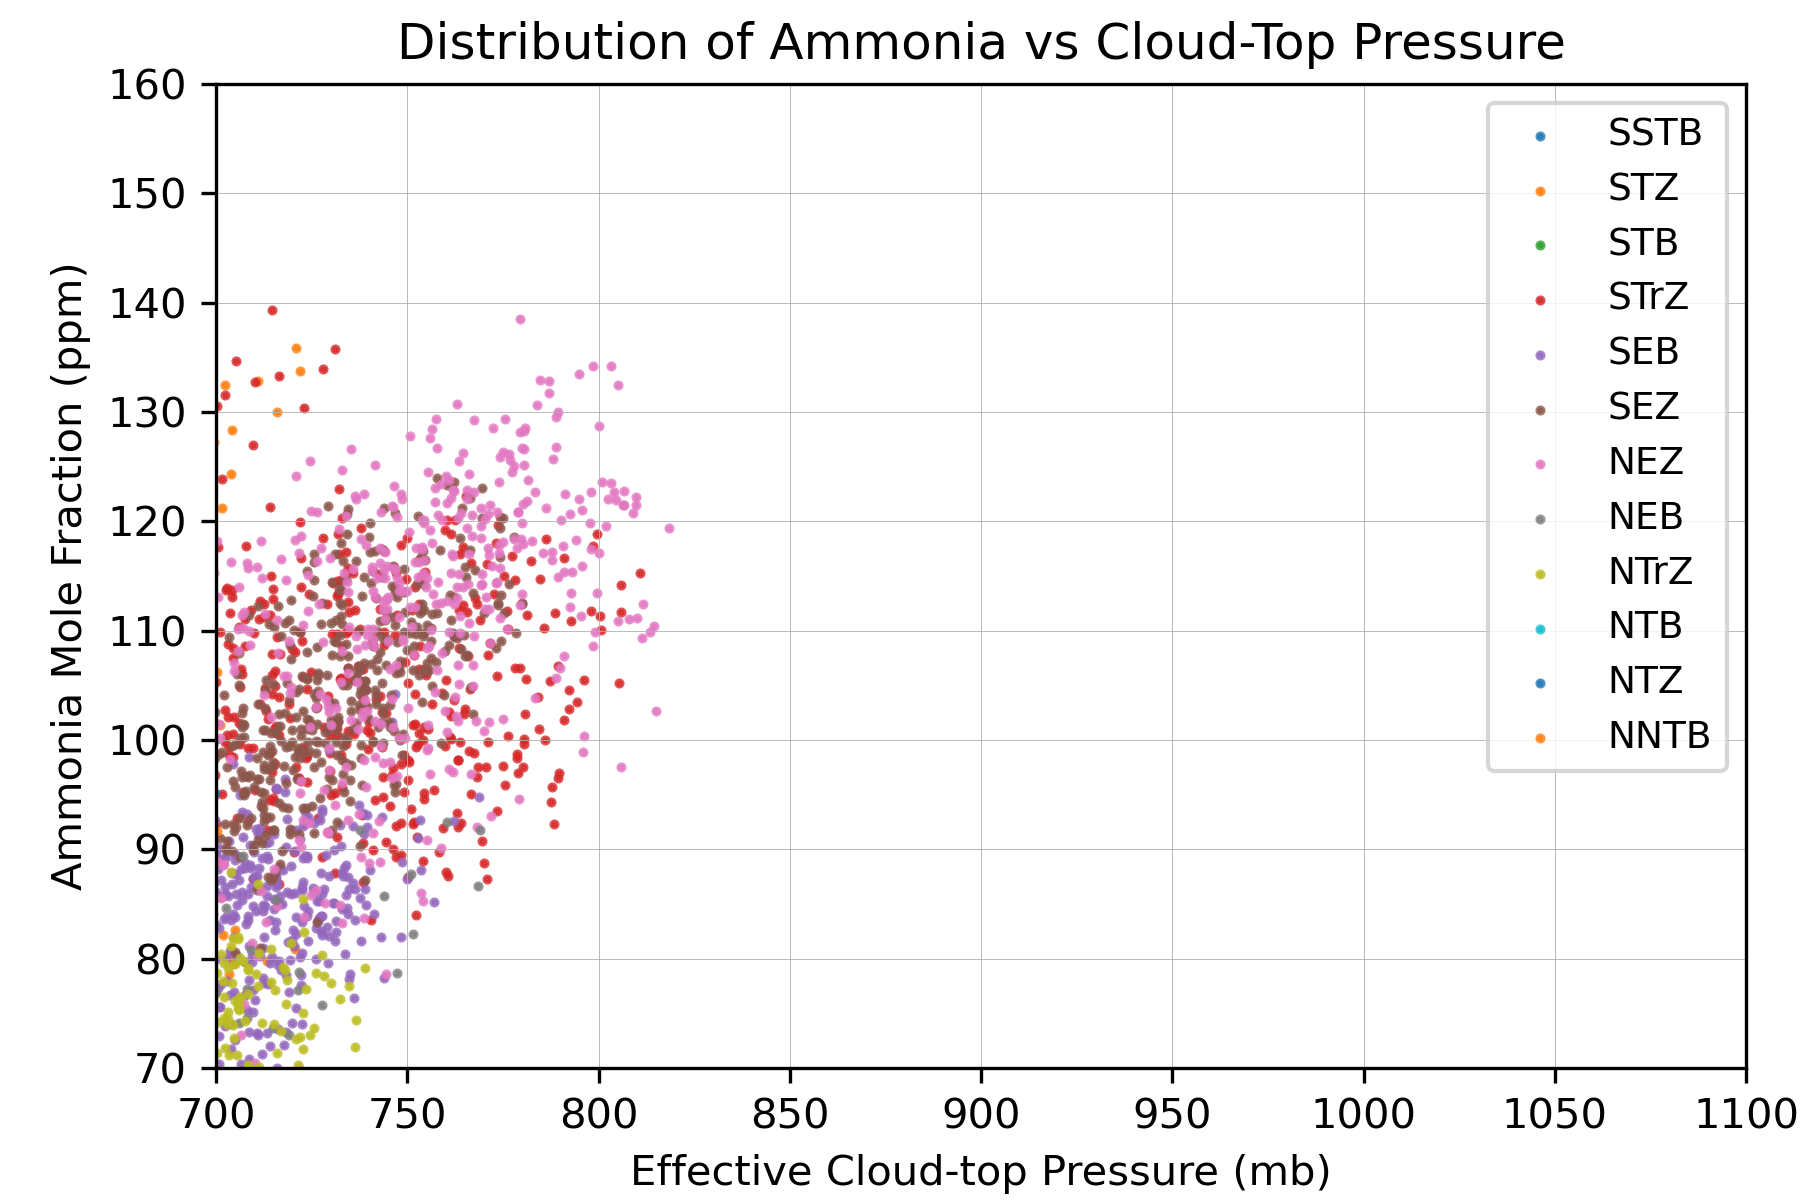 Distribution of Ammonia vs Cloud-Top Pressure
160
150
140
130
120
110
100
90
80
70
Ammonia Mole Fraction (ppm)
SSTB
STZ
STB
STrZ
SEB
SEZ
NEZ
NEB
NTrZ
NTB
NTZ
NNTB
700 750 800 850 900 950 1000 1050 1100
Effective Cloud-top Pressure (mb)